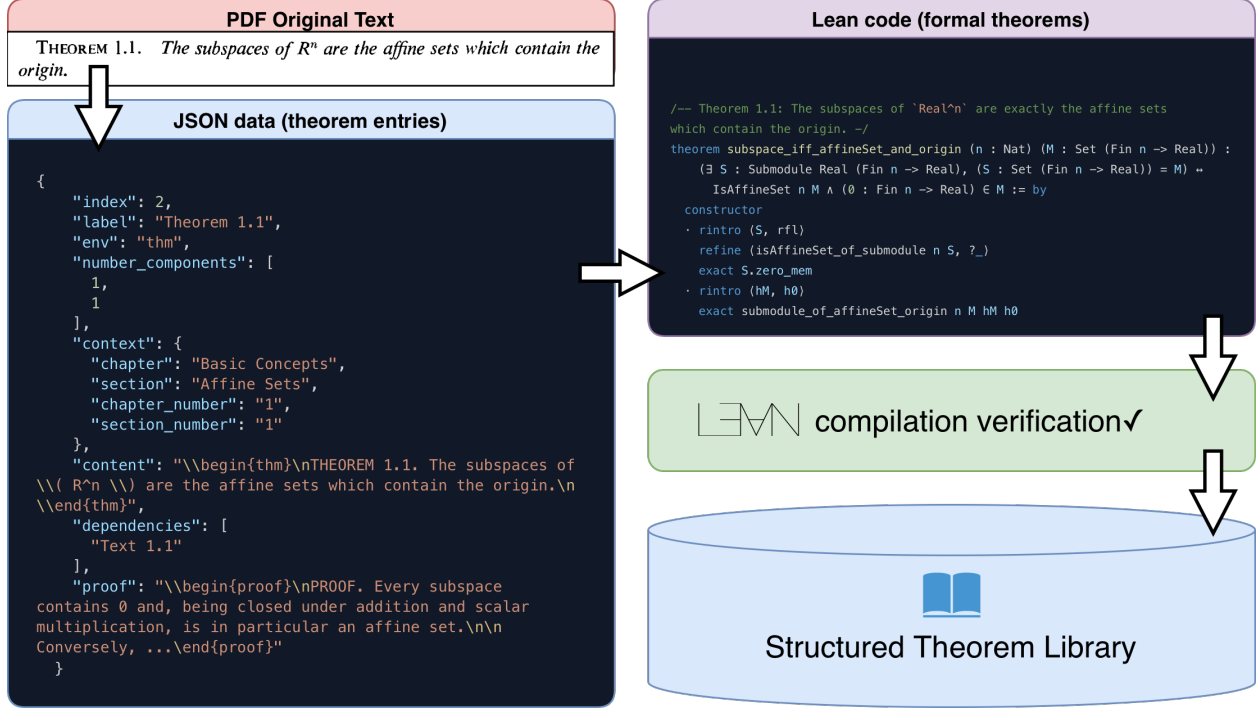 PDF Original Text
THEOREM 1.1. The subspaces of Rⁿ are the affine sets which contain the
origin.
JSON data (theorem entries)
{
"index": 2,
"label": "Theorem 1.1",
"env": "thm",
"number_components": [
1,
1
],
"context": {
"chapter": "Basic Concepts",
"section": "Affine Sets",
"chapter_number": "1",
"section_number": "1"
},
"content": "\\begin{thm}\nTHEOREM 1.1. The subspaces of
\\( R^n \\) are the affine sets which contain the origin.\n
\\end{thm}",
"dependencies": [
"Text 1.1"
],
"proof": "\\begin{proof}\nPROOF. Every subspace
contains 0 and, being closed under addition and scalar
multiplication, is in particular an affine set.\n\n
Conversely, ...\end{proof}"
}
Lean code (formal theorems)
/-- Theorem 1.1: The subspaces of `Real^n` are exactly the affine sets
which contain the origin. -/
theorem subspace_iff_affineSet_and_origin (n : Nat) (M : Set (Fin n -> Real)) :
(∃ S : Submodule Real (Fin n -> Real), (S : Set (Fin n -> Real)) = M) ↔
IsAffineSet n M ∧ (0 : Fin n -> Real) ∈ M := by
constructor
· rintro ⟨S, rfl⟩
refine ⟨isAffineSet_of_submodule n S, ?_⟩
exact S.zero_mem
· rintro ⟨hM, h0⟩
exact submodule_of_affineSet_origin n M hM h0
L∃∀N compilation verification✓
Structured Theorem Library